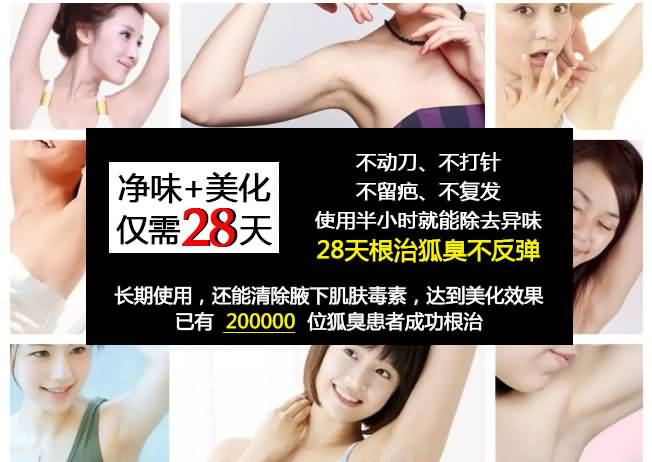 净味+美化
仅需28天
不动刀、不打针
不留疤、不复发
使用半小时就能除去异味
28天根治狐臭不反弹
长期使用，还能清除腋下肌肤毒素，达到美化效果
已有 200000 位狐臭患者成功根治